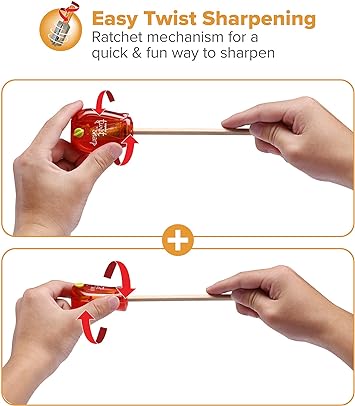 Easy Twist Sharpening
Ratchet mechanism for a
quick & fun way to sharpen